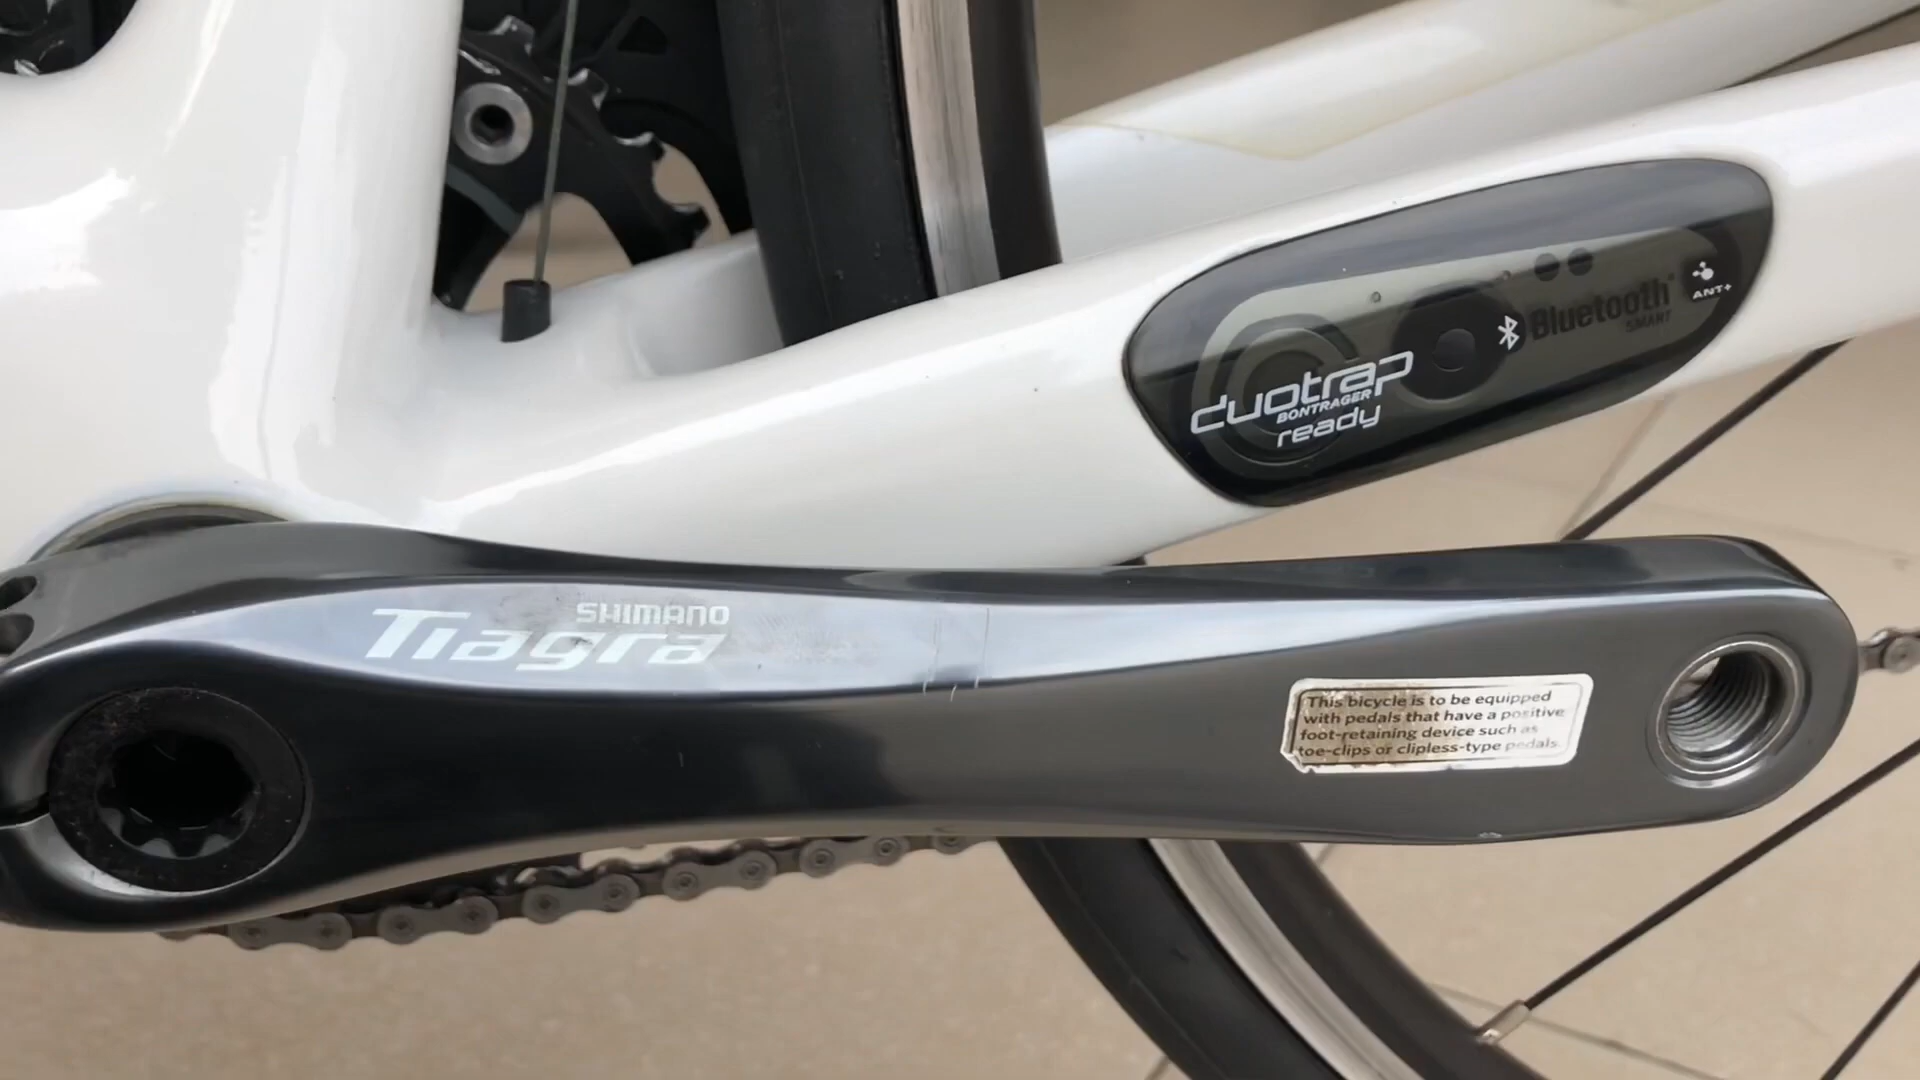 duotrap
BONTRAGER
ready
Bluetooth®
SMART
ANT+
SHIMANO
Tiagra
This bicycle is to be equipped
with pedals that have a positive
foot-retaining device such as
toe-clips or clipless-type pedals.